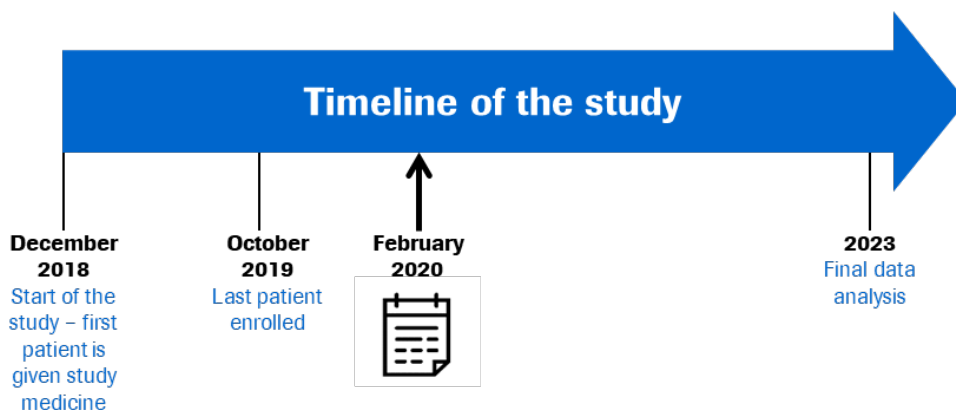 Timeline of the study
December
2018
Start of the
study – first
patient is
given study
medicine
October
2019
Last patient
enrolled
February
2020
2023
Final data
analysis